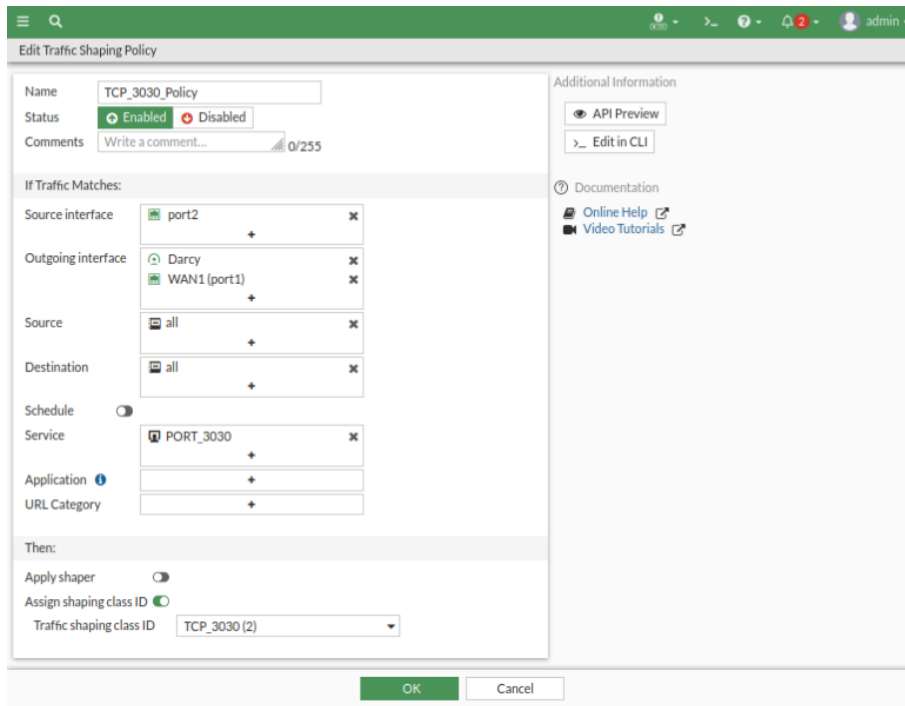 2
admin
Edit Traffic Shaping Policy
Name TCP_3030_Policy
Status Enabled Disabled
Comments Write a comment... 0/255
If Traffic Matches:
Source interface port2
+
Outgoing interface Darcy
WAN1 (port1)
+
Source all
+
Destination all
+
Schedule
Service PORT_3030
+
Application +
URL Category +
Then:
Apply shaper
Assign shaping class ID
Traffic shaping class ID TCP_3030 (2)
OK Cancel
Additional Information
API Preview
>_ Edit in CLI
Documentation
Online Help
Video Tutorials